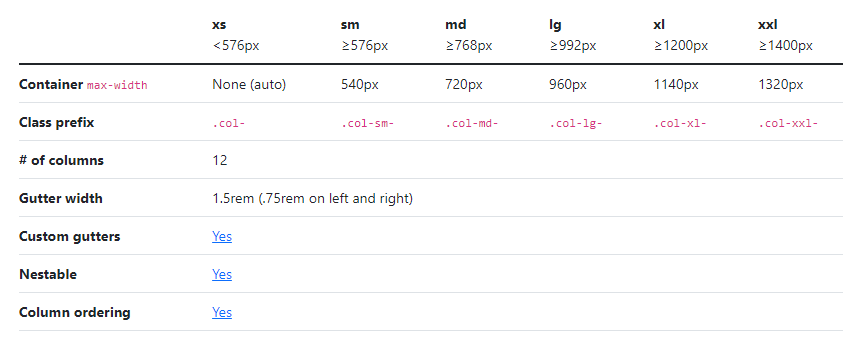 xs sm md lg xl xxl
<576px ≥576px ≥768px ≥992px ≥1200px ≥1400px
Container max-width None (auto) 540px 720px 960px 1140px 1320px
Class prefix .col- .col-sm- .col-md- .col-lg- .col-xl- .col-xxl-
# of columns 12
Gutter width 1.5rem (.75rem on left and right)
Custom gutters Yes
Nestable Yes
Column ordering Yes